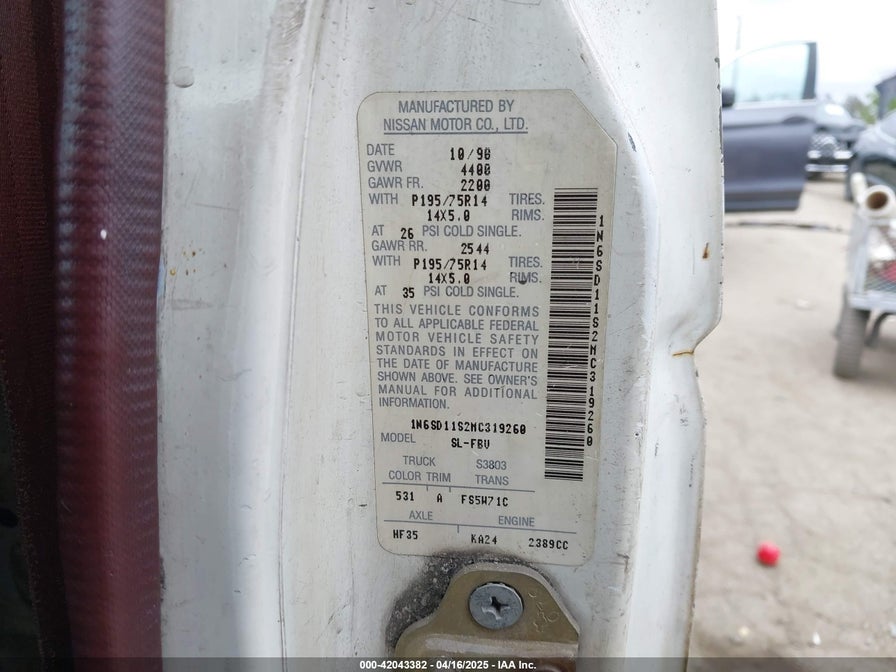 MANUFACTURED BY
NISSAN MOTOR CO., LTD.
DATE 10/90
GVWR 4400
GAWR FR. 2200
WITH P195/75R14 TIRES.
14X5.0 RIMS.
AT 26 PSI COLD SINGLE.
GAWR RR. 2544
WITH P195/75R14 TIRES.
14X5.0 RIMS.
AT 35 PSI COLD SINGLE.
THIS VEHICLE CONFORMS
TO ALL APPLICABLE FEDERAL
MOTOR VEHICLE SAFETY
STANDARDS IN EFFECT ON
THE DATE OF MANUFACTURE
SHOWN ABOVE. SEE OWNER'S
MANUAL FOR ADDITIONAL
INFORMATION.
1N6SD11S2MC319260
MODEL SL-FBV
TRUCK S3803
COLOR TRIM TRANS
531 A FS5W71C
AXLE ENGINE
HF35 KA24 2389CC
1N6SD11S2MC319260
000-42043382 - 04/16/2025 - IAA Inc.